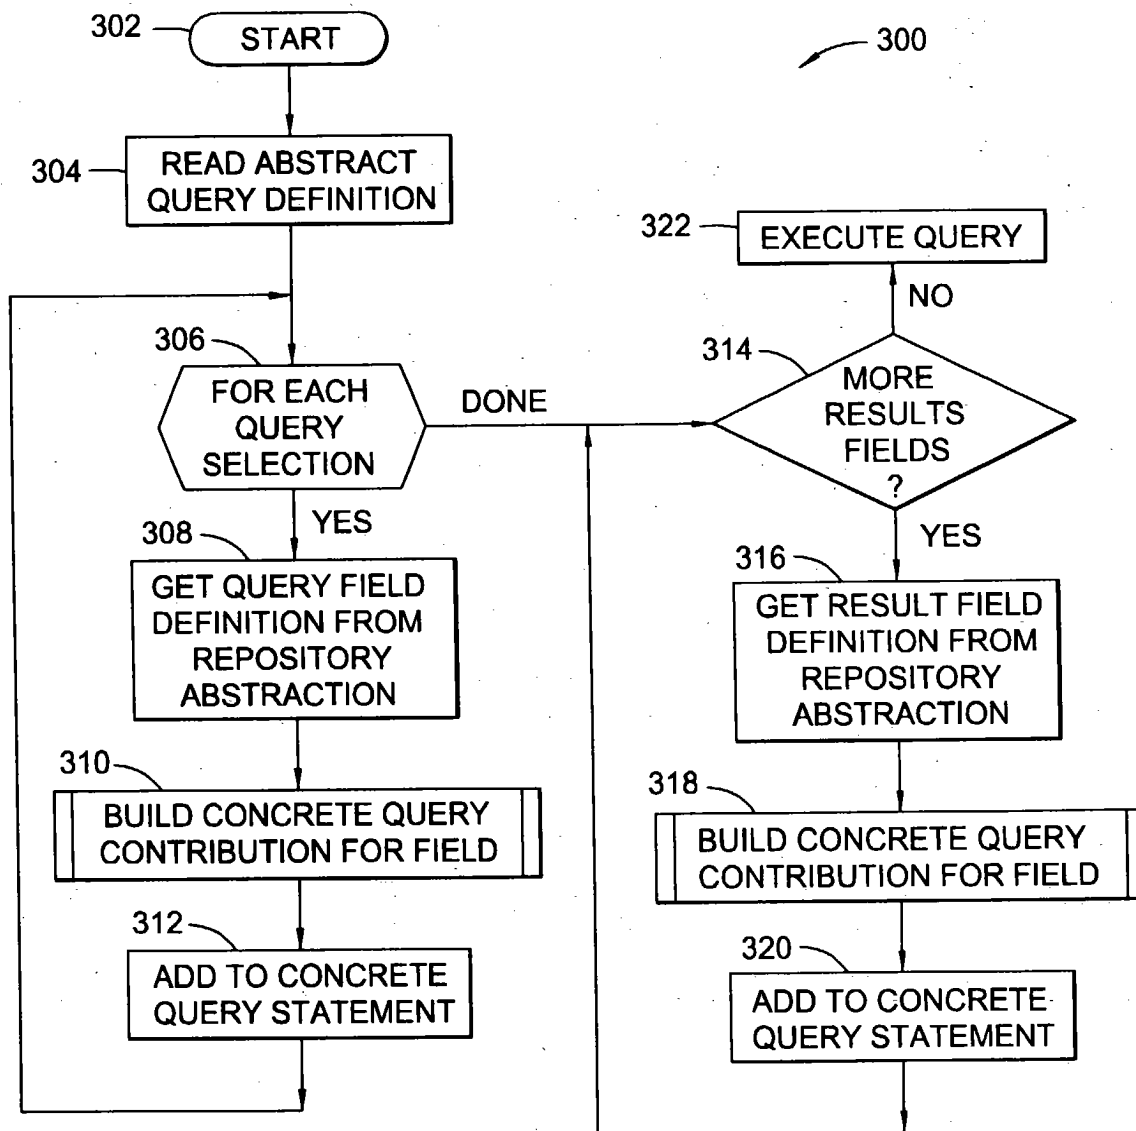 302
START
300
304
READ ABSTRACT
QUERY DEFINITION
322
EXECUTE QUERY
NO
306
FOR EACH
QUERY
SELECTION
DONE
314
MORE
RESULTS
FIELDS
?
YES
308
GET QUERY FIELD
DEFINITION FROM
REPOSITORY
ABSTRACTION
YES
316
GET RESULT FIELD
DEFINITION FROM
REPOSITORY
ABSTRACTION
310
BUILD CONCRETE QUERY
CONTRIBUTION FOR FIELD
318
BUILD CONCRETE QUERY
CONTRIBUTION FOR FIELD
312
ADD TO CONCRETE
QUERY STATEMENT
320
ADD TO CONCRETE
QUERY STATEMENT